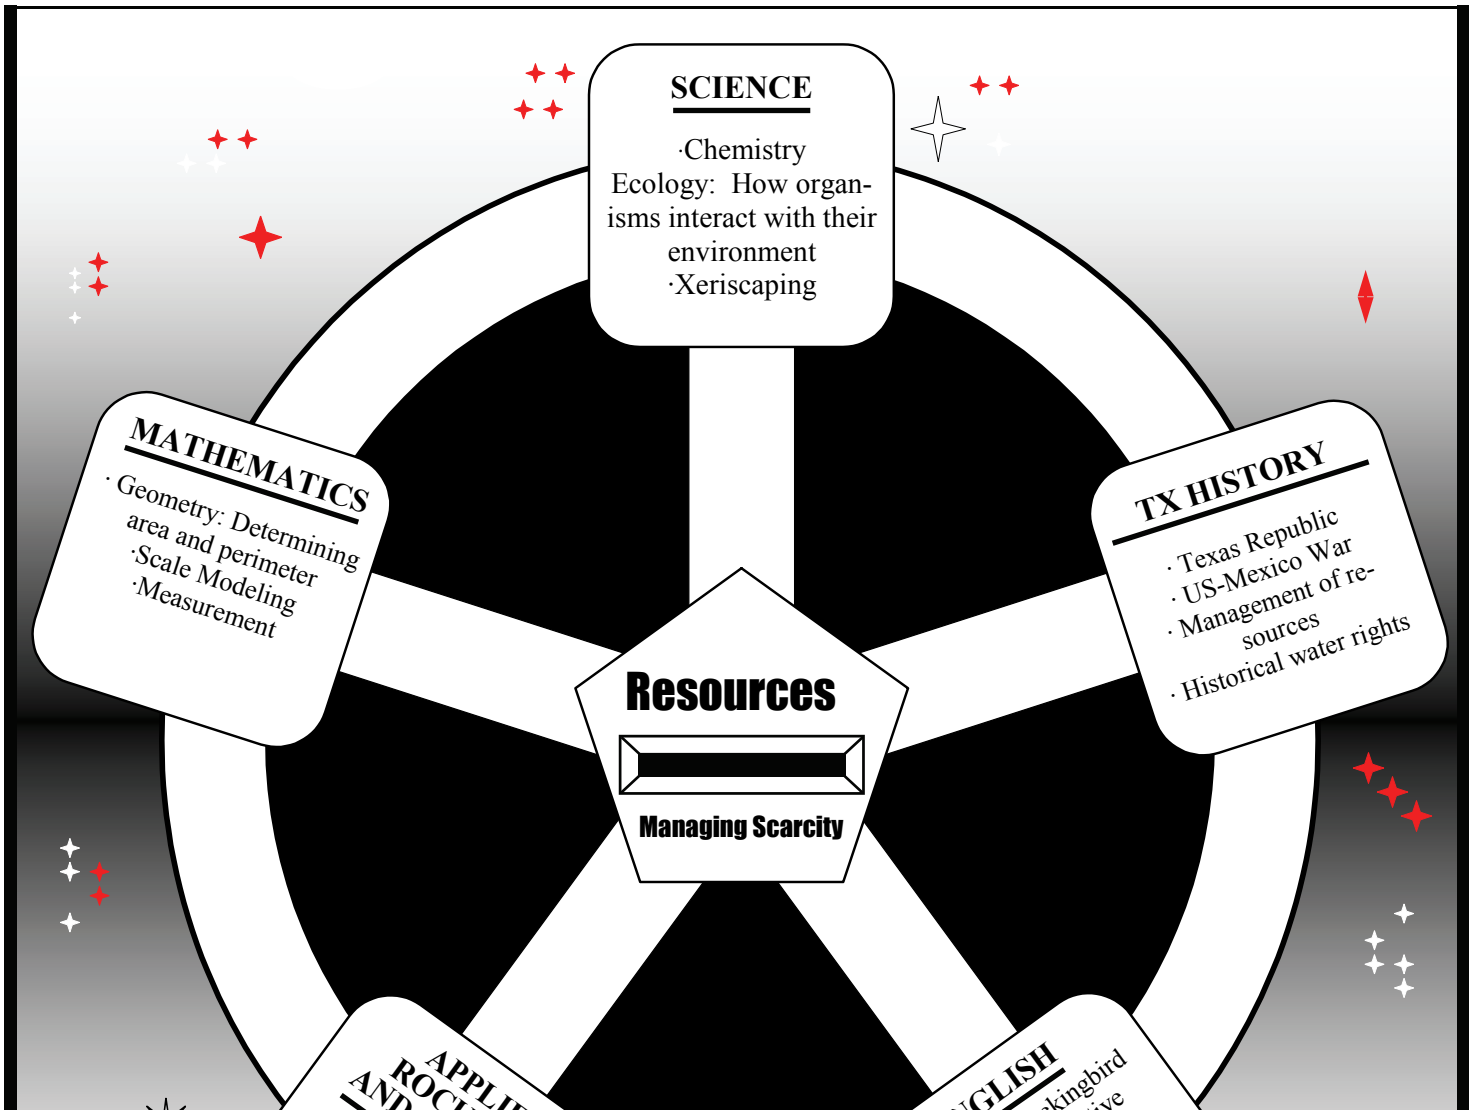 SCIENCE
·Chemistry
Ecology: How organ-
isms interact with their
environment
·Xeriscaping
MATHEMATICS
· Geometry: Determining
area and perimeter
·Scale Modeling
·Measurement
TX HISTORY
· Texas Republic
· US-Mexico War
· Management of re-
sources
· Historical water rights
Resources
Managing Scarcity
AND